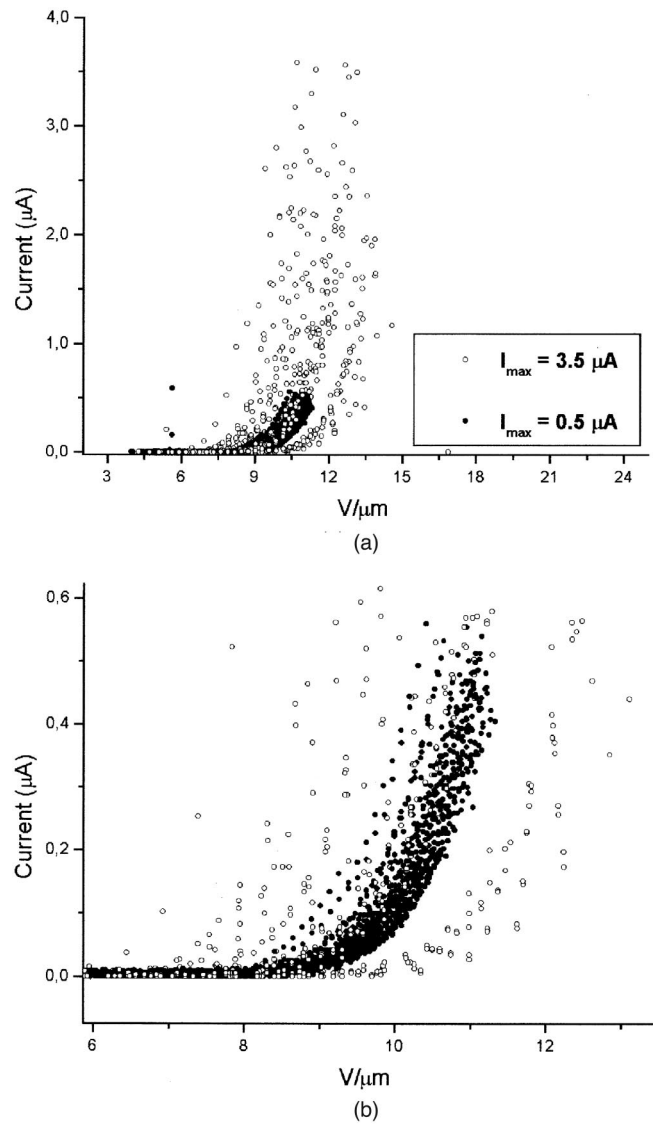 4,0
3,0
2,0
1,0
0,0
Current (μA)
I_max = 3.5 μA
I_max = 0.5 μA
3 6 9 12 15 18 21 24
V/μm
(a)
0,6
0,4
0,2
0,0
Current (μA)
6 8 10 12
V/μm
(b)